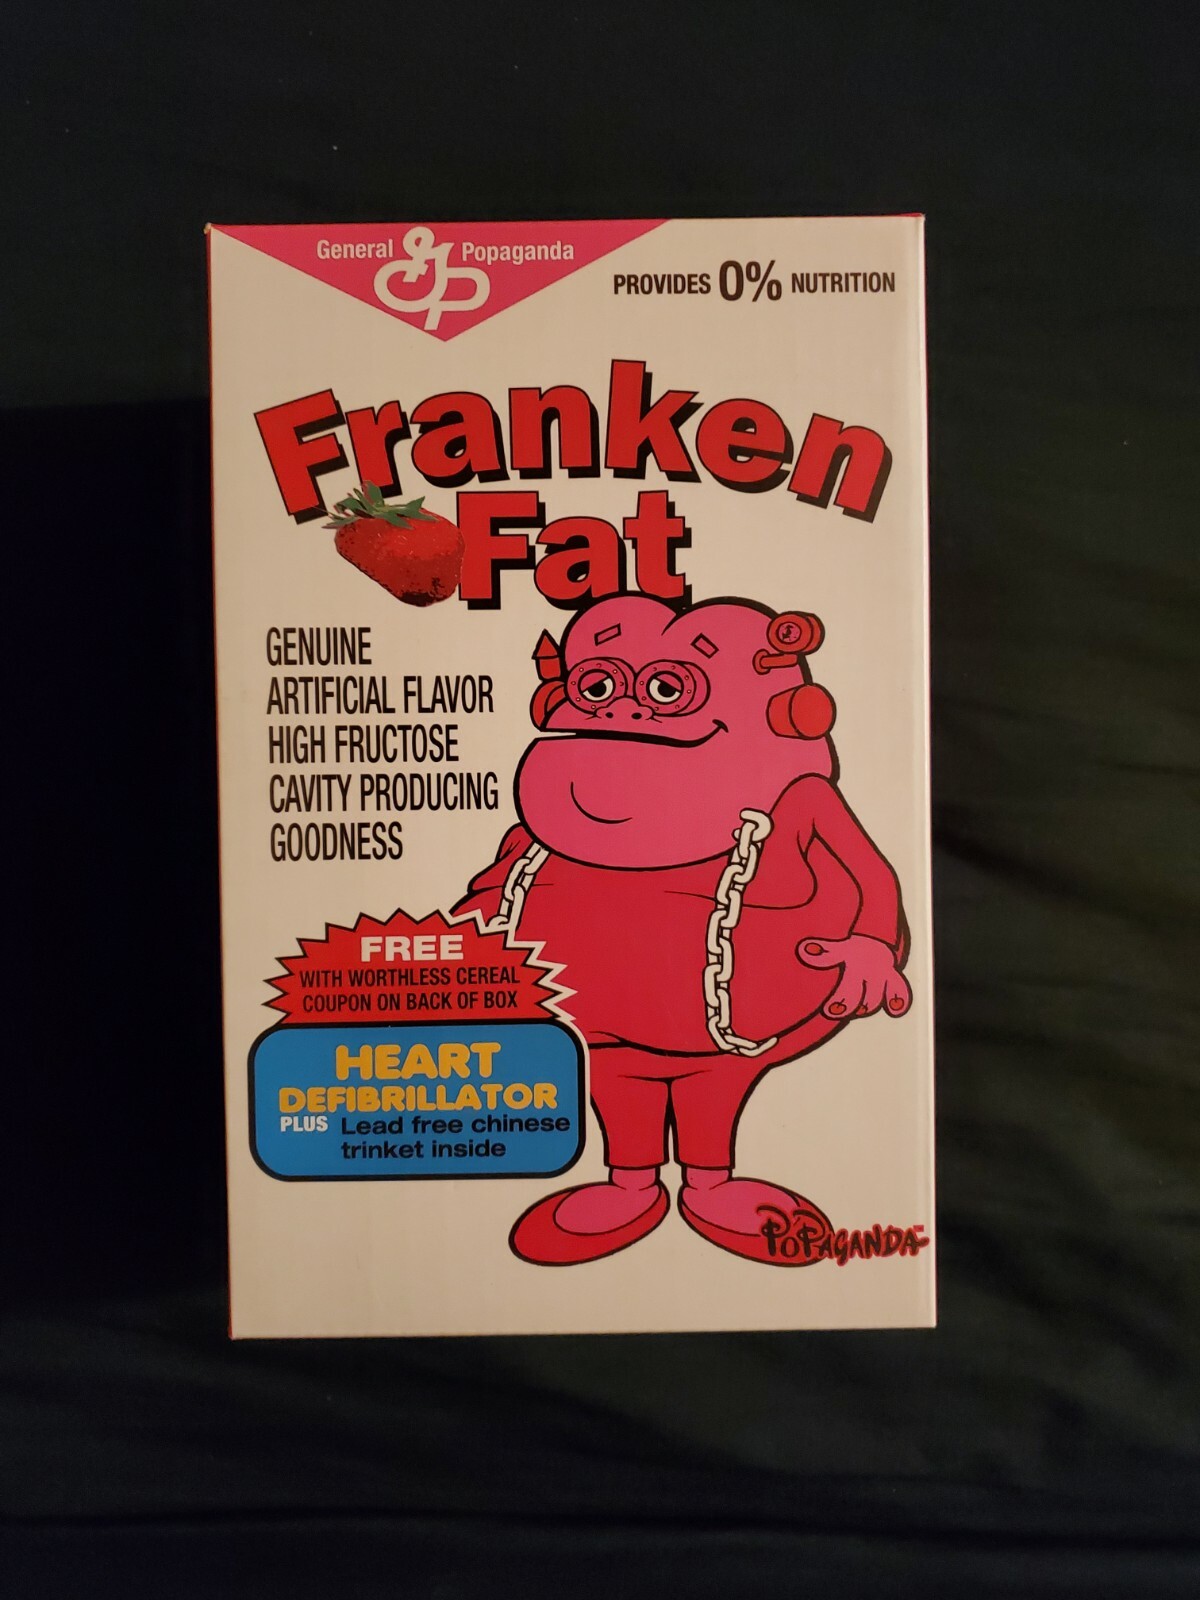 General Popaganda
PROVIDES 0% NUTRITION
Franken
Fat
GENUINE
ARTIFICIAL FLAVOR
HIGH FRUCTOSE
CAVITY PRODUCING
GOODNESS
FREE
WITH WORTHLESS CEREAL
COUPON ON BACK OF BOX
HEART
DEFIBRILLATOR
PLUS Lead free chinese
trinket inside
POPAGANDA